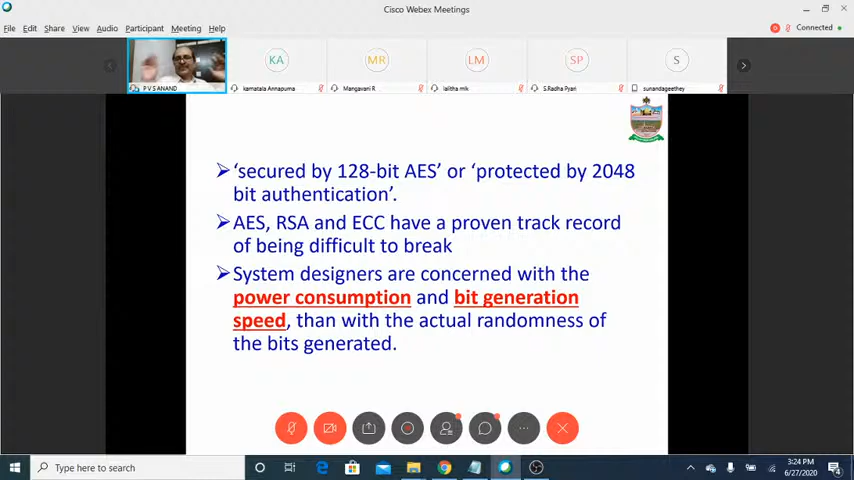 Cisco Webex Meetings
File Edit Share View Audio Participant Meeting Help
Connected
KA
MR
LM
SP
S
P V S ANAND
kamatala Annapurna
Mangavani R
lalitha mlk
S.Radha Pyari
sunandageethey
➢‘secured by 128-bit AES’ or ‘protected by 2048
bit authentication’.
➢AES, RSA and ECC have a proven track record
of being difficult to break
➢System designers are concerned with the
power consumption and bit generation
speed, than with the actual randomness of
the bits generated.
Type here to search
3:24 PM
6/27/2020
4